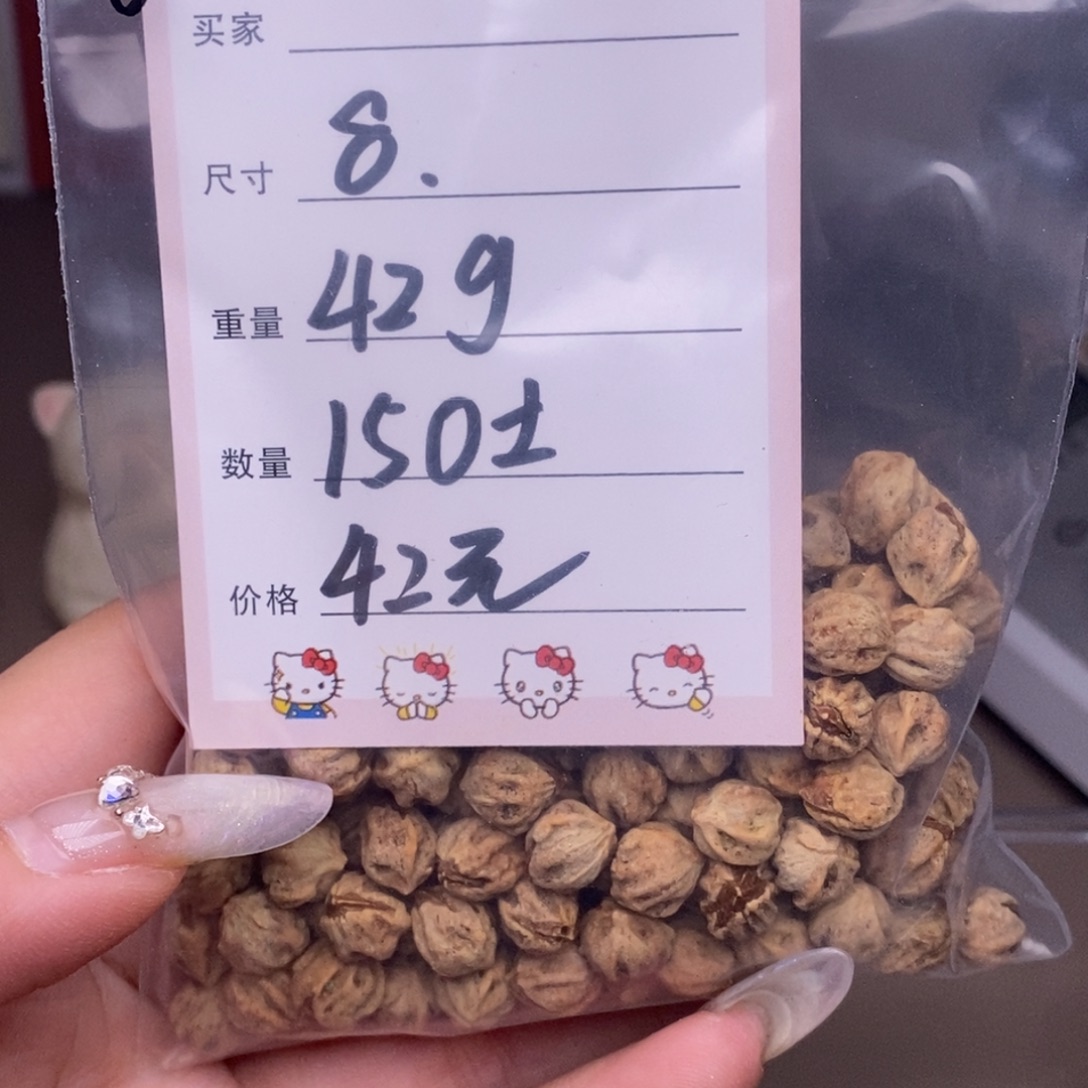 买家
尺寸 8.
重量 42g
数量 150±
价格 42元